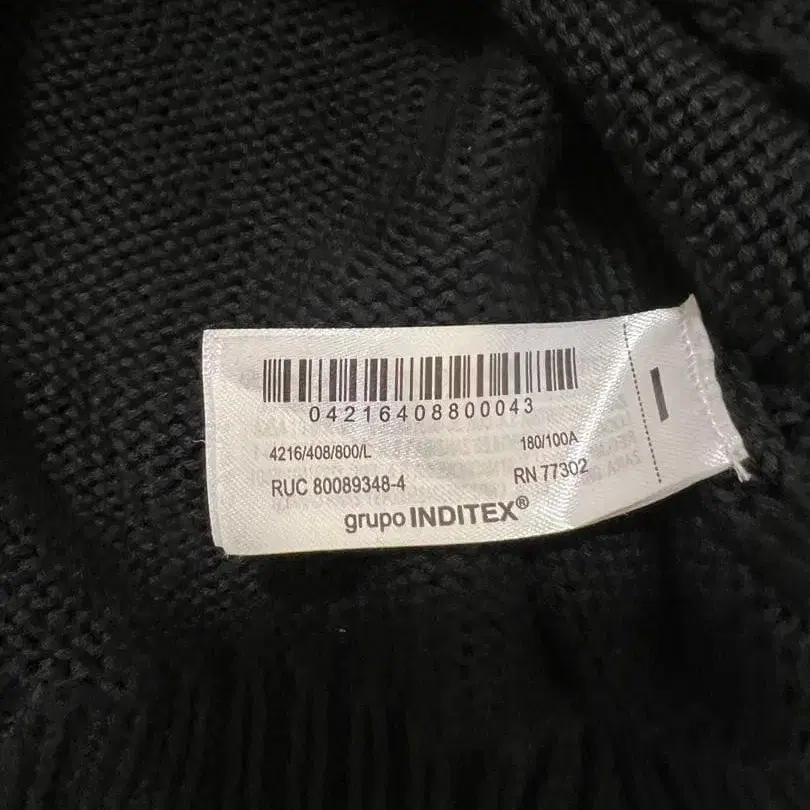 04216408800043
4216/408/800/L 180/100A
RUC 80089348-4 RN 77302
grupo INDITEX®